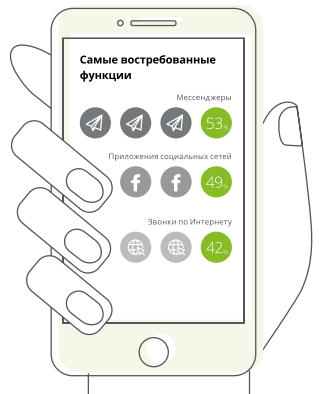 Самые востребованные
функции
Мессенджеры
53%
Приложения социальных сетей
49%
Звонки по Интернету
42%